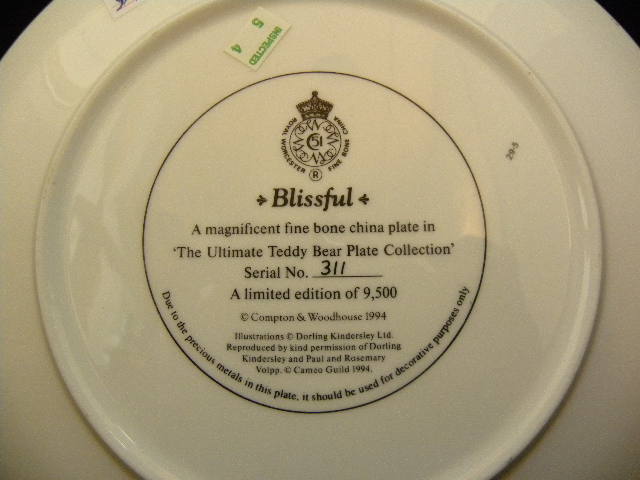 INSPECTED
5
4
ROYAL WORCESTER FINE BONE CHINA
51
®
Blissful
A magnificent fine bone china plate in
'The Ultimate Teddy Bear Plate Collection'
Serial No. 311
A limited edition of 9,500
© Compton & Woodhouse 1994
Illustrations © Dorling Kindersley Ltd.
Reproduced by kind permission of Dorling
Kindersley and Paul and Rosemary
Volpp. © Cameo Guild 1994.
Due to the precious metals in this plate, it should be used for decorative purposes only
29-5